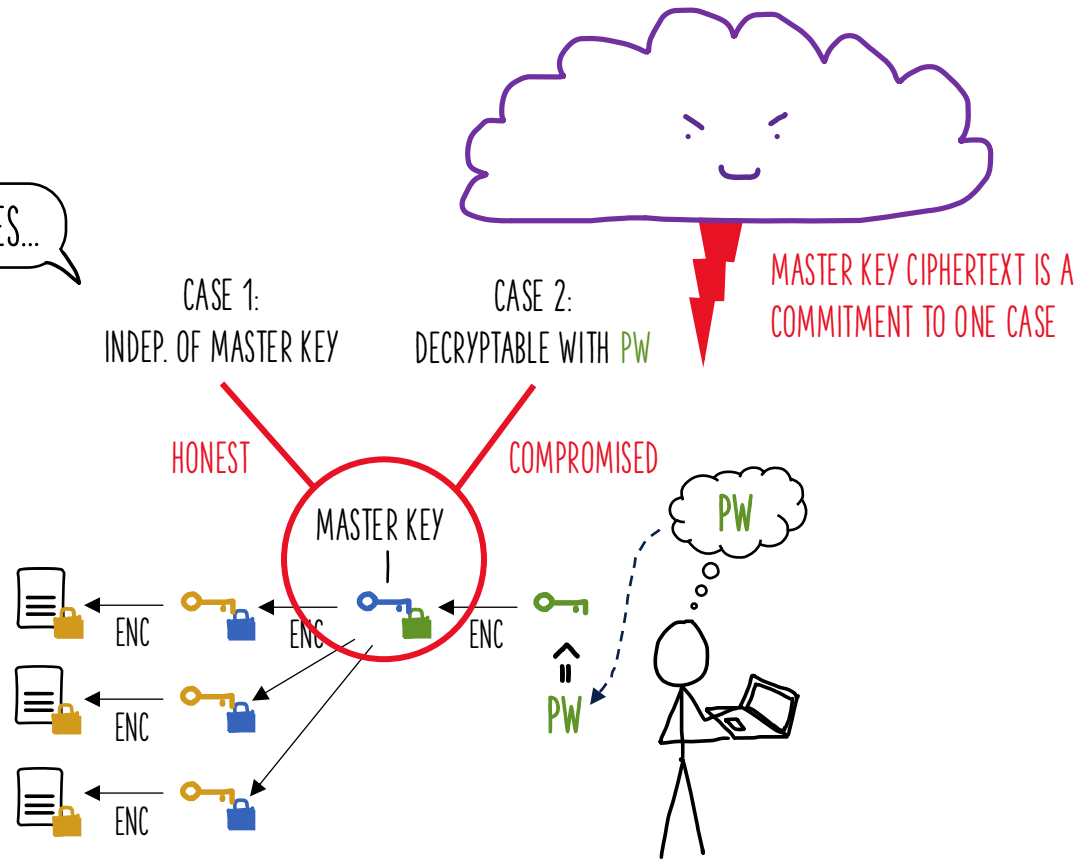 ES...
CASE 1:
INDEP. OF MASTER KEY
CASE 2:
DECRYPTABLE WITH PW
MASTER KEY CIPHERTEXT IS A
COMMITMENT TO ONE CASE
HONEST
COMPROMISED
MASTER KEY
PW
ENC
ENC
ENC
PW
ENC
ENC